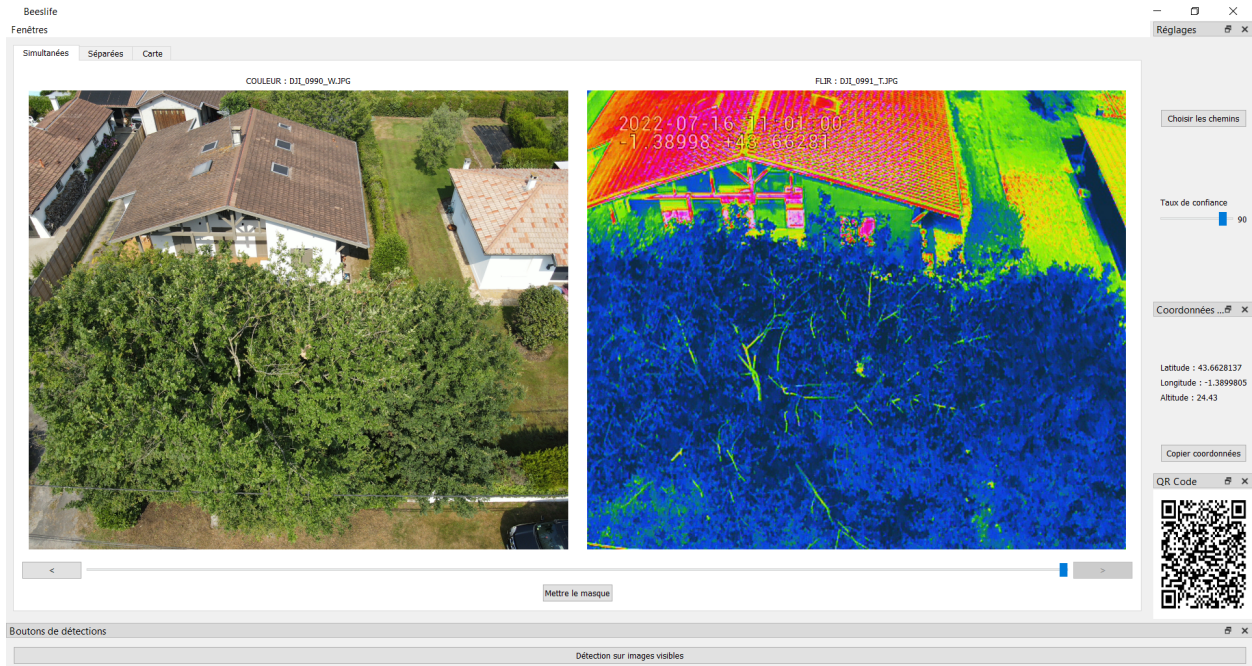 Beeslife
Fenêtres
Réglages
Simultanées Séparées Carte
COULEUR : DJI_0990_W.JPG
FLIR : DJI_0991_T.JPG
2022-07-16 11-01-00
-1.38998 +43.66281
Choisir les chemins
Taux de confiance
90
Coordonnées ...
Latitude : 43.6628137
Longitude : -1.3899805
Altitude : 24.43
Copier coordonnées
QR Code
< >
Mettre le masque
Boutons de détections
Détection sur images visibles